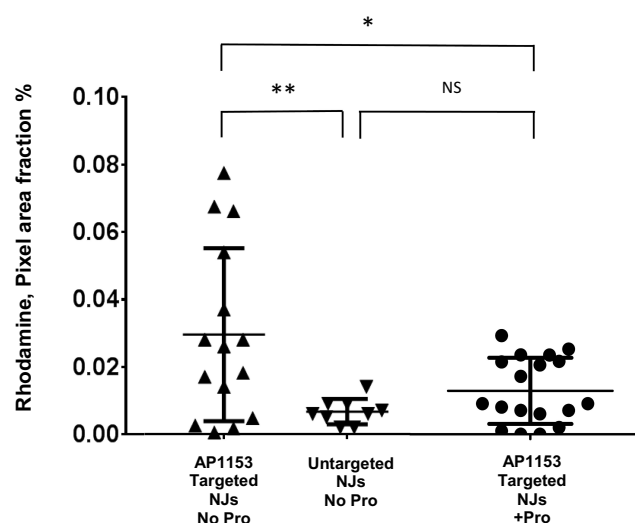 *
**
NS
Rhodamine, Pixel area fraction %
0.10
0.08
0.06
0.04
0.02
0.00
AP1153
Targeted
NJs
No Pro
Untargeted
NJs
No Pro
AP1153
Targeted
NJs
+Pro